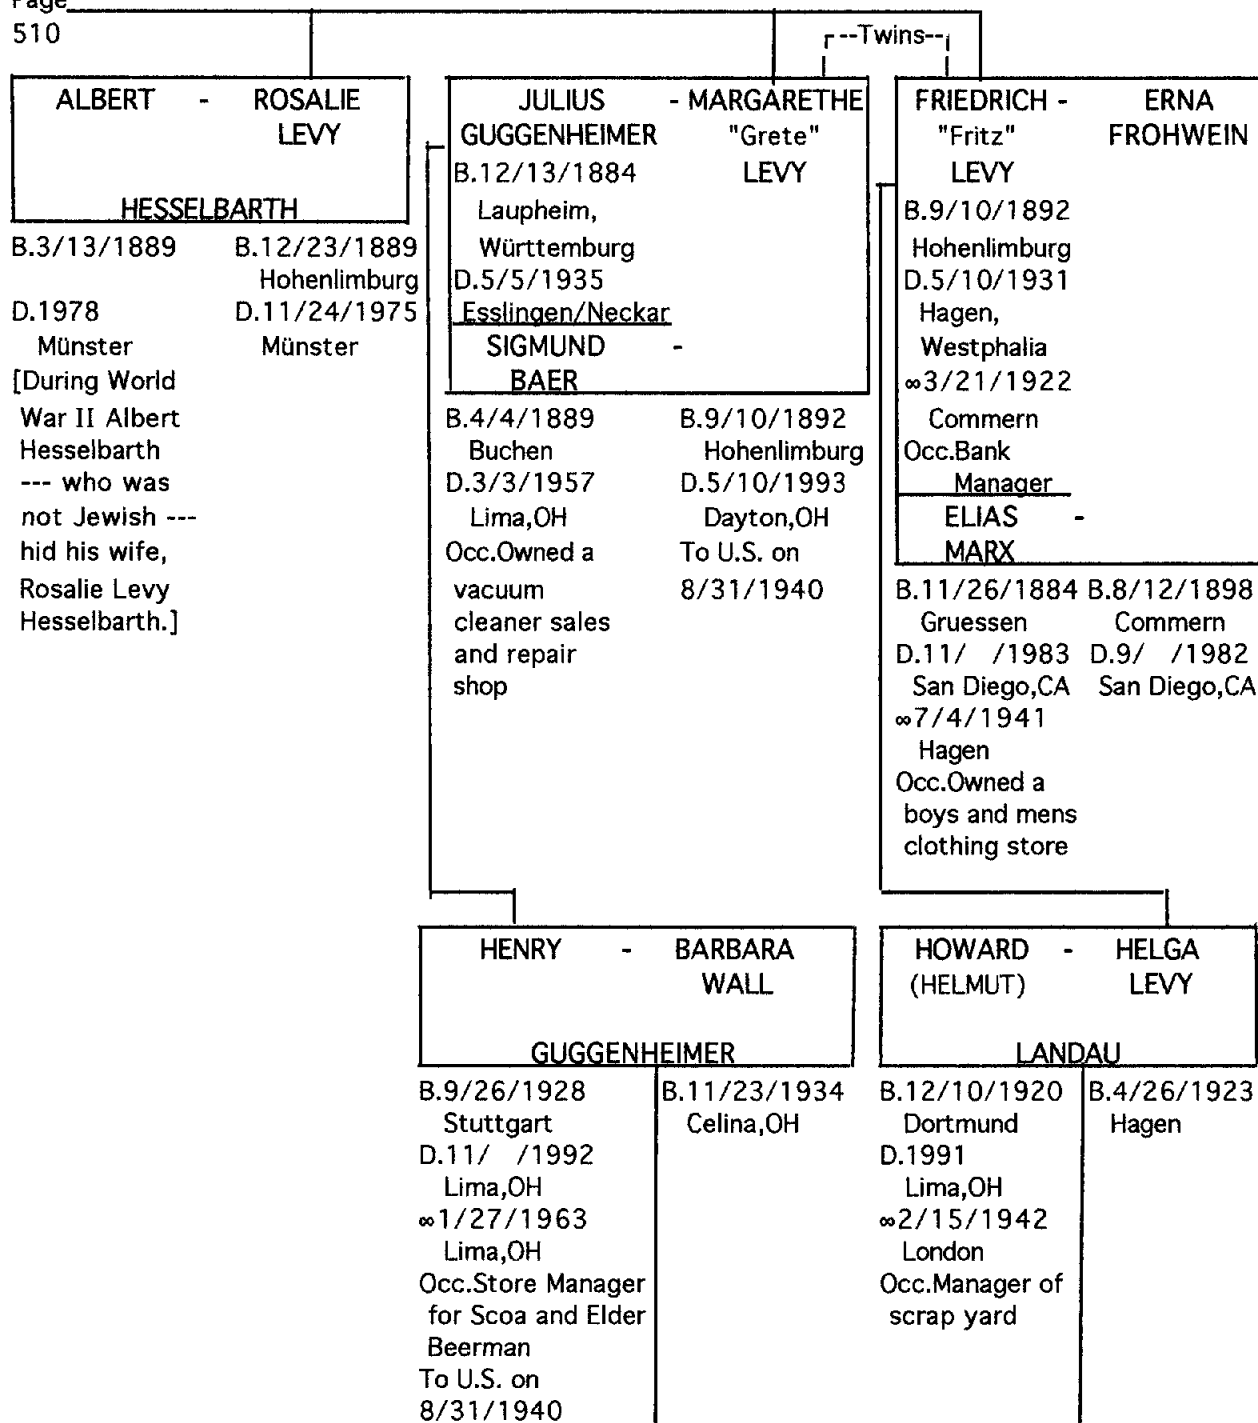 Page
510
---Twins---
ALBERT - ROSALIE
LEVY
HESSELBARTH
B.3/13/1889 B.12/23/1889
Hohenlimburg
D.1978 D.11/24/1975
Münster Münster
[During World
War II Albert
Hesselbarth
--- who was
not Jewish ---
hid his wife,
Rosalie Levy
Hesselbarth.]
JULIUS - MARGARETHE
GUGGENHEIMER "Grete"
B.12/13/1884 LEVY
Laupheim,
Württemburg
D.5/5/1935
Esslingen/Neckar
SIGMUND -
BAER
B.4/4/1889 B.9/10/1892
Buchen Hohenlimburg
D.3/3/1957 D.5/10/1993
Lima,OH Dayton,OH
Occ.Owned a To U.S. on
vacuum 8/31/1940
cleaner sales
and repair
shop
FRIEDRICH - ERNA
"Fritz" FROHWEIN
LEVY
B.9/10/1892
Hohenlimburg
D.5/10/1931
Hagen,
Westphalia
∞3/21/1922
Commern
Occ.Bank
Manager
ELIAS -
MARX
B.11/26/1884 B.8/12/1898
Gruessen Commern
D.11/ /1983 D.9/ /1982
San Diego,CA San Diego,CA
∞7/4/1941
Hagen
Occ.Owned a
boys and mens
clothing store
HENRY - BARBARA
WALL
GUGGENHEIMER
B.9/26/1928 B.11/23/1934
Stuttgart Celina,OH
D.11/ /1992
Lima,OH
∞1/27/1963
Lima,OH
Occ.Store Manager
for Scoa and Elder
Beerman
To U.S. on
8/31/1940
HOWARD - HELGA
(HELMUT) LEVY
LANDAU
B.12/10/1920 B.4/26/1923
Dortmund Hagen
D.1991
Lima,OH
∞2/15/1942
London
Occ.Manager of
scrap yard